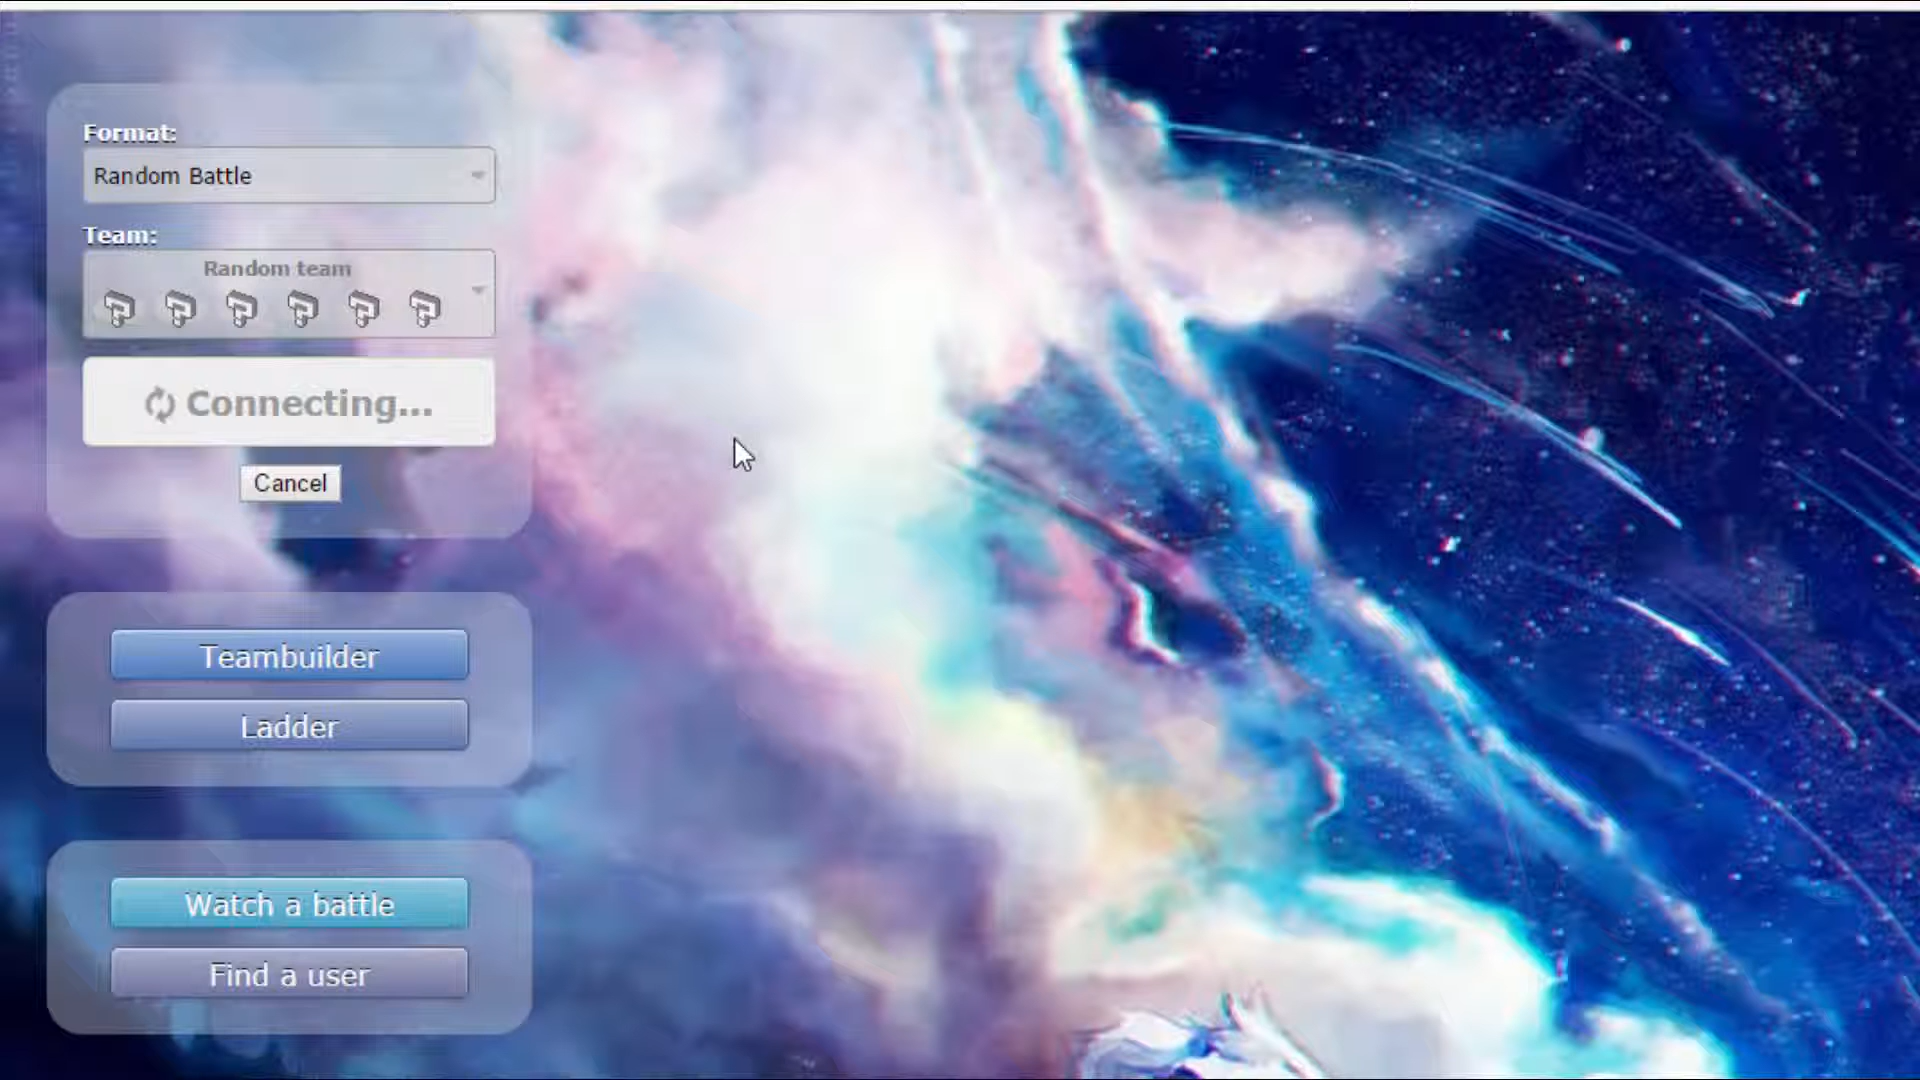 Format:
Random Battle
Team:
Random team
Connecting...
Cancel
Teambuilder
Ladder
Watch a battle
Find a user